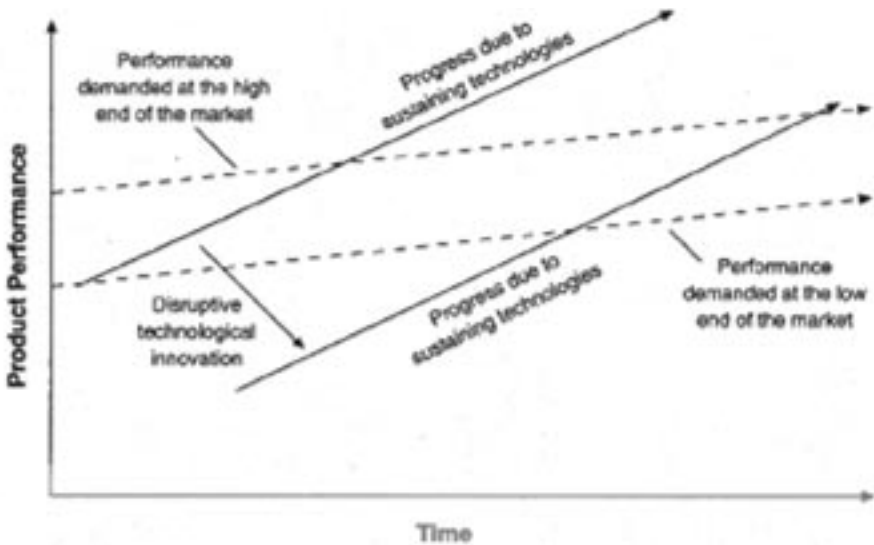 Performance
demanded at the high
end of the market
Progress due to
sustaining technologies
Product Performance
Disruptive
technological
innovation
Progress due to
sustaining technologies
Performance
demanded at the low
end of the market
Time